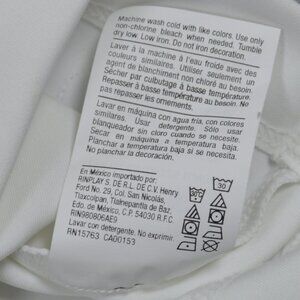 Machine wash cold with like colors. Use only
non-chlorine bleach when needed. Tumble
dry low. Low iron. Do not iron decoration.
Laver à la machine à l'eau froide avec des
couleurs similaires. Utiliser seulement un
agent de blanchiment non chloré au besoin.
Sécher par culbutage à basse température.
Repasser à basse température au besoin. No
pas repasser les ornements.
Lavar en máquina con agua fria, con colores
similares. Usar detergente. Sólo usar
blanqueador sin cloro cuando se necesite.
Secar en máquina a temperatura baja.
Planchar a temperatura baja si se necesita.
No planchar la decoración.
En México importado por
RINPLAY S. DE R.L. DE C.V. Henry
Ford No. 29, Col. San Nicolás
Tlaxcolpan, Tlalnepantla de Baz,
Edo. de México, C.P. 54030 R.F.C.
RIN980806AE9
Lavar con detergente. No exprimir
RN15763 CA00153
30